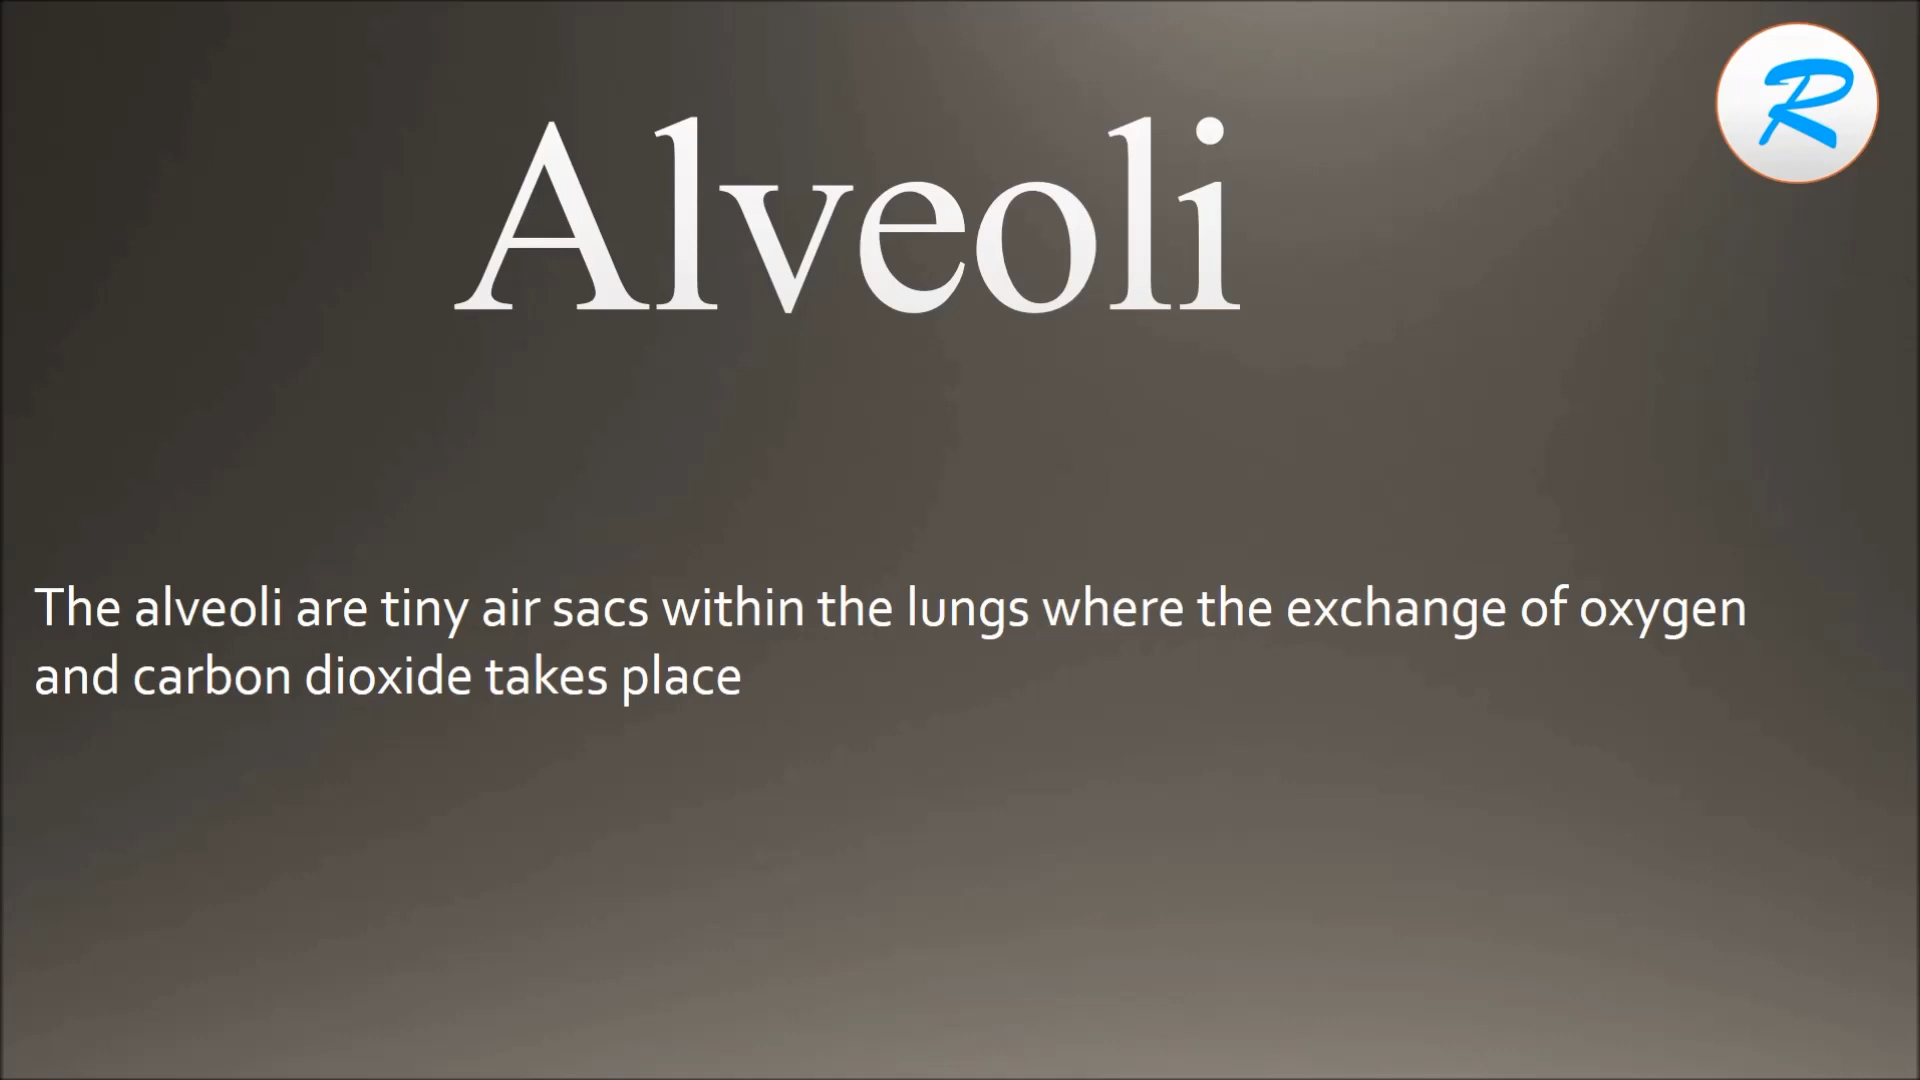 R
Alveoli
The alveoli are tiny air sacs within the lungs where the exchange of oxygen
and carbon dioxide takes place